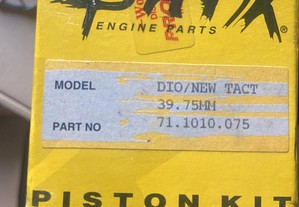 ENGINE PARTS
MODEL DIO/NEW TACT
39.75MM
PART NO 71.1010.075
PISTON KIT